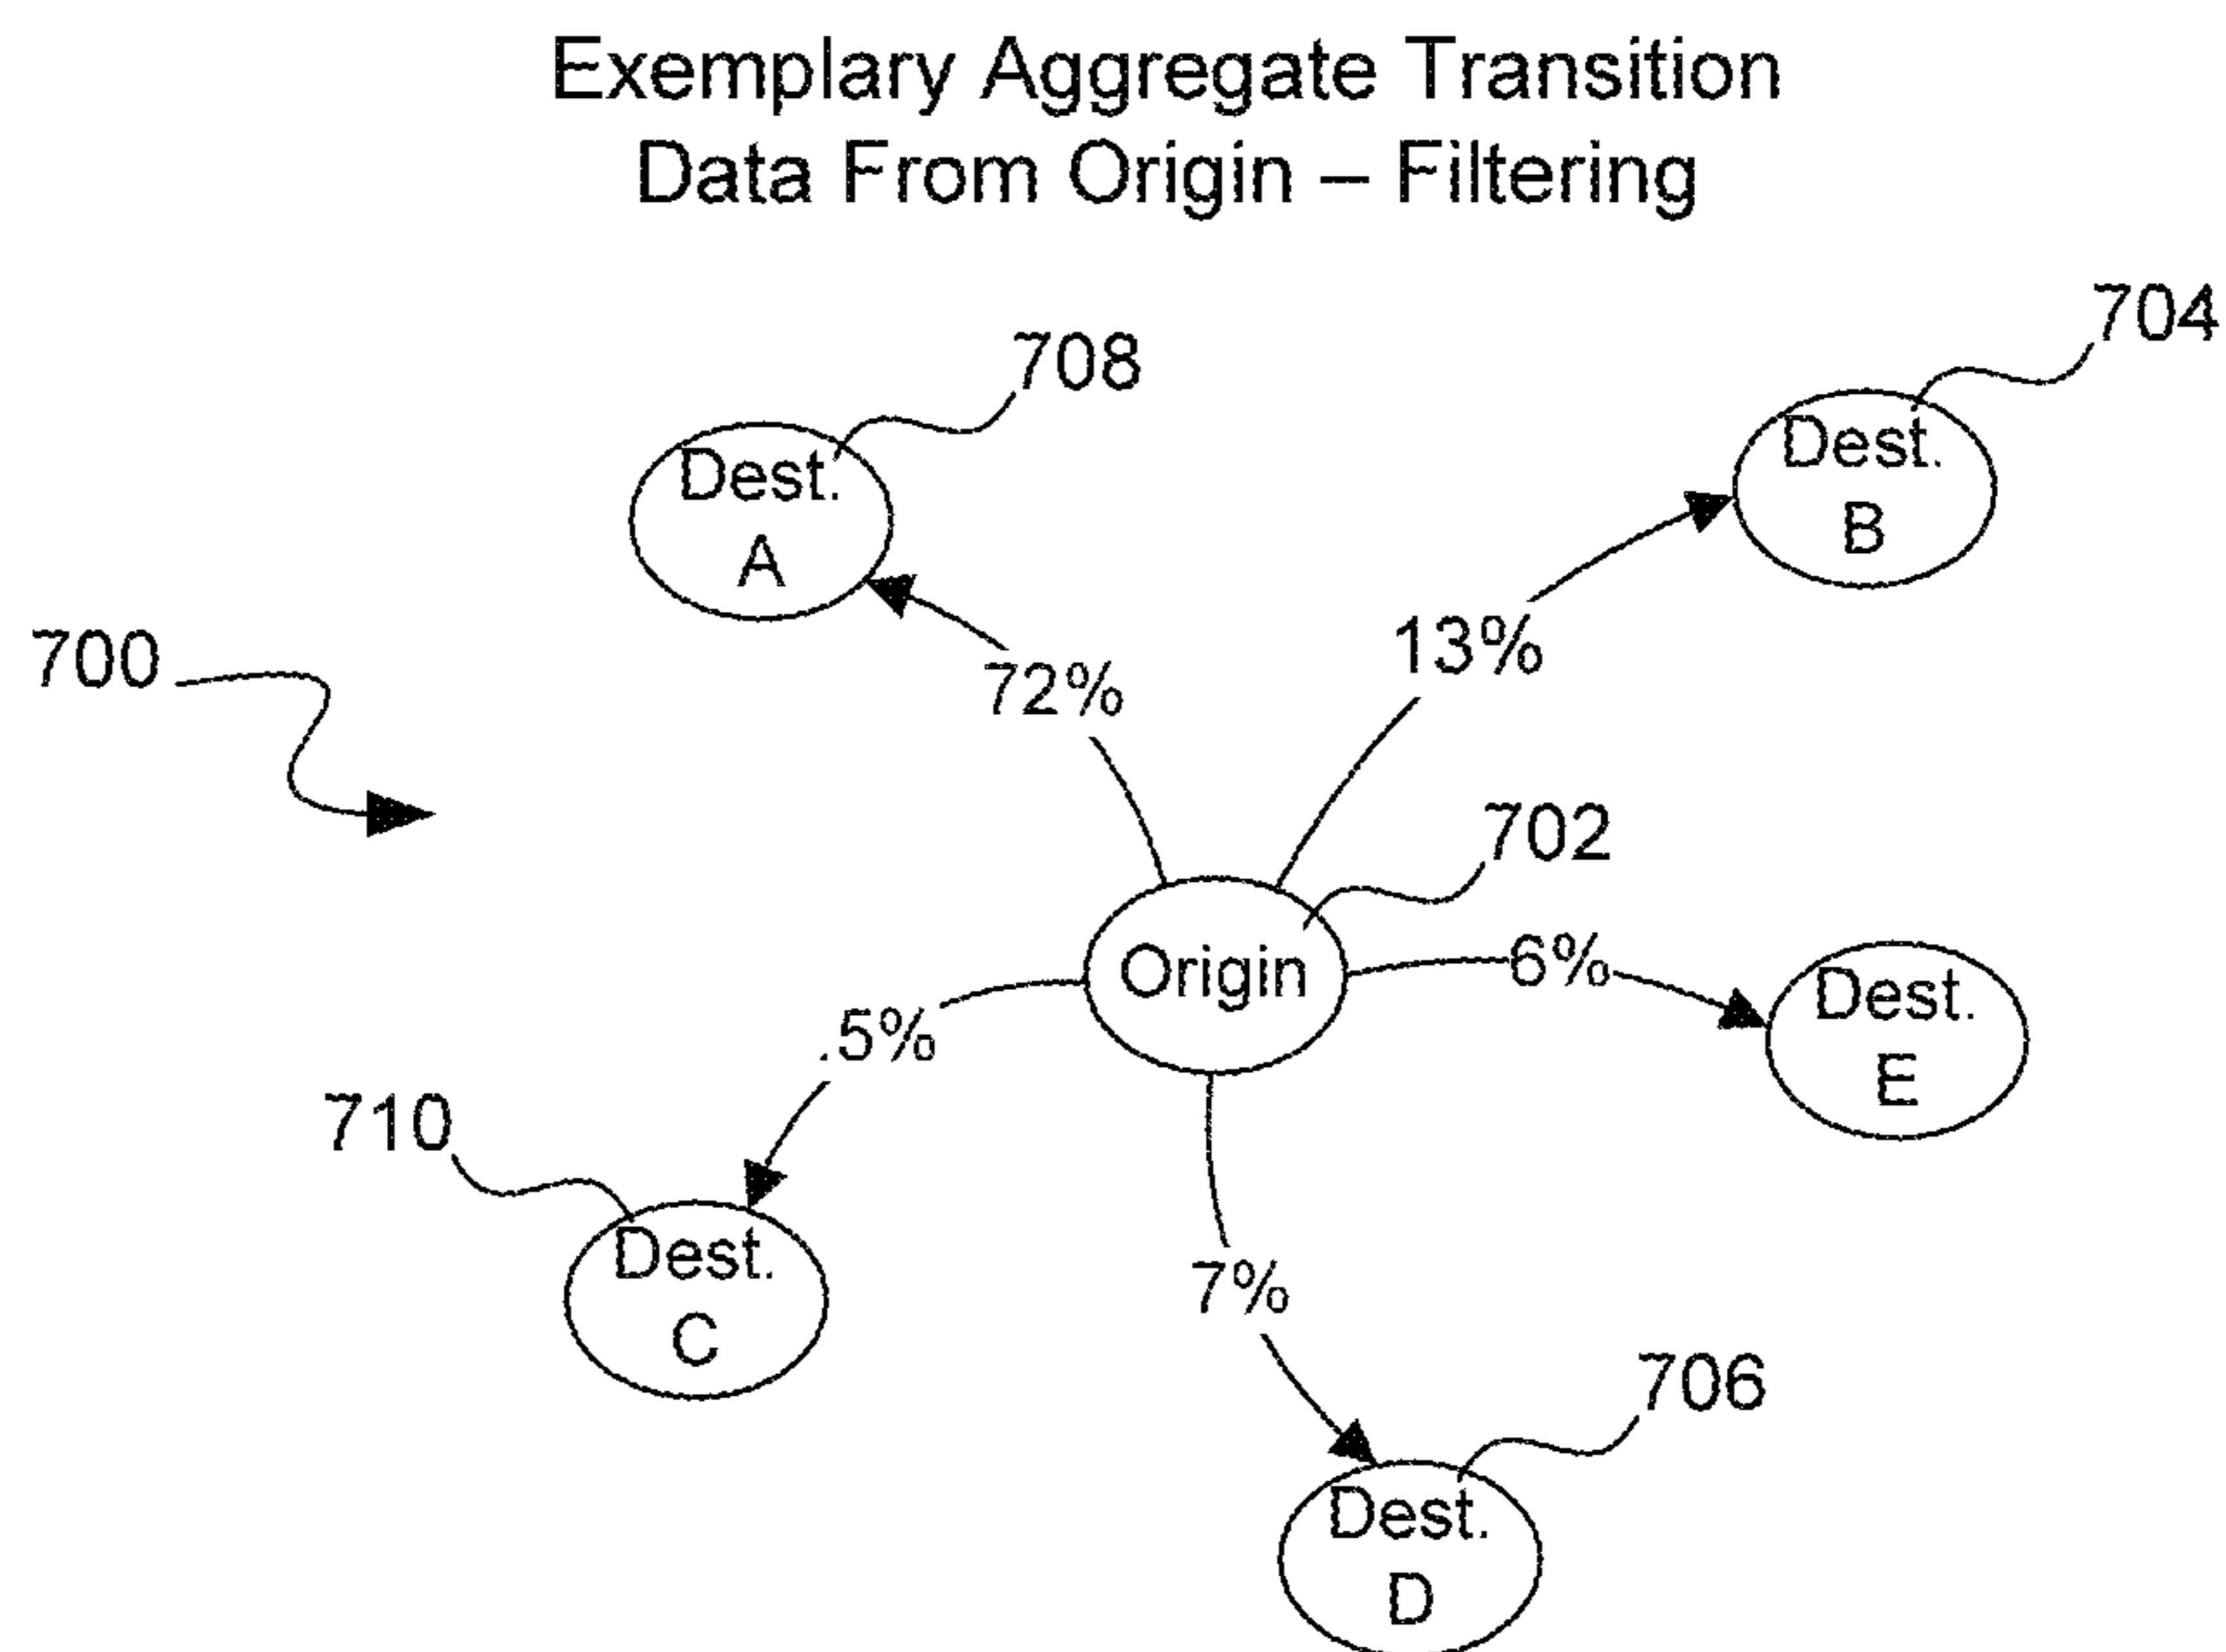 Exemplary Aggregate Transition
Data From Origin – Filtering
704
708
Dest.
B
Dest.
A
13%
700
72%
702
Origin
6%
Dest.
E
.5%
710
Dest.
C
7%
706
Dest.
D